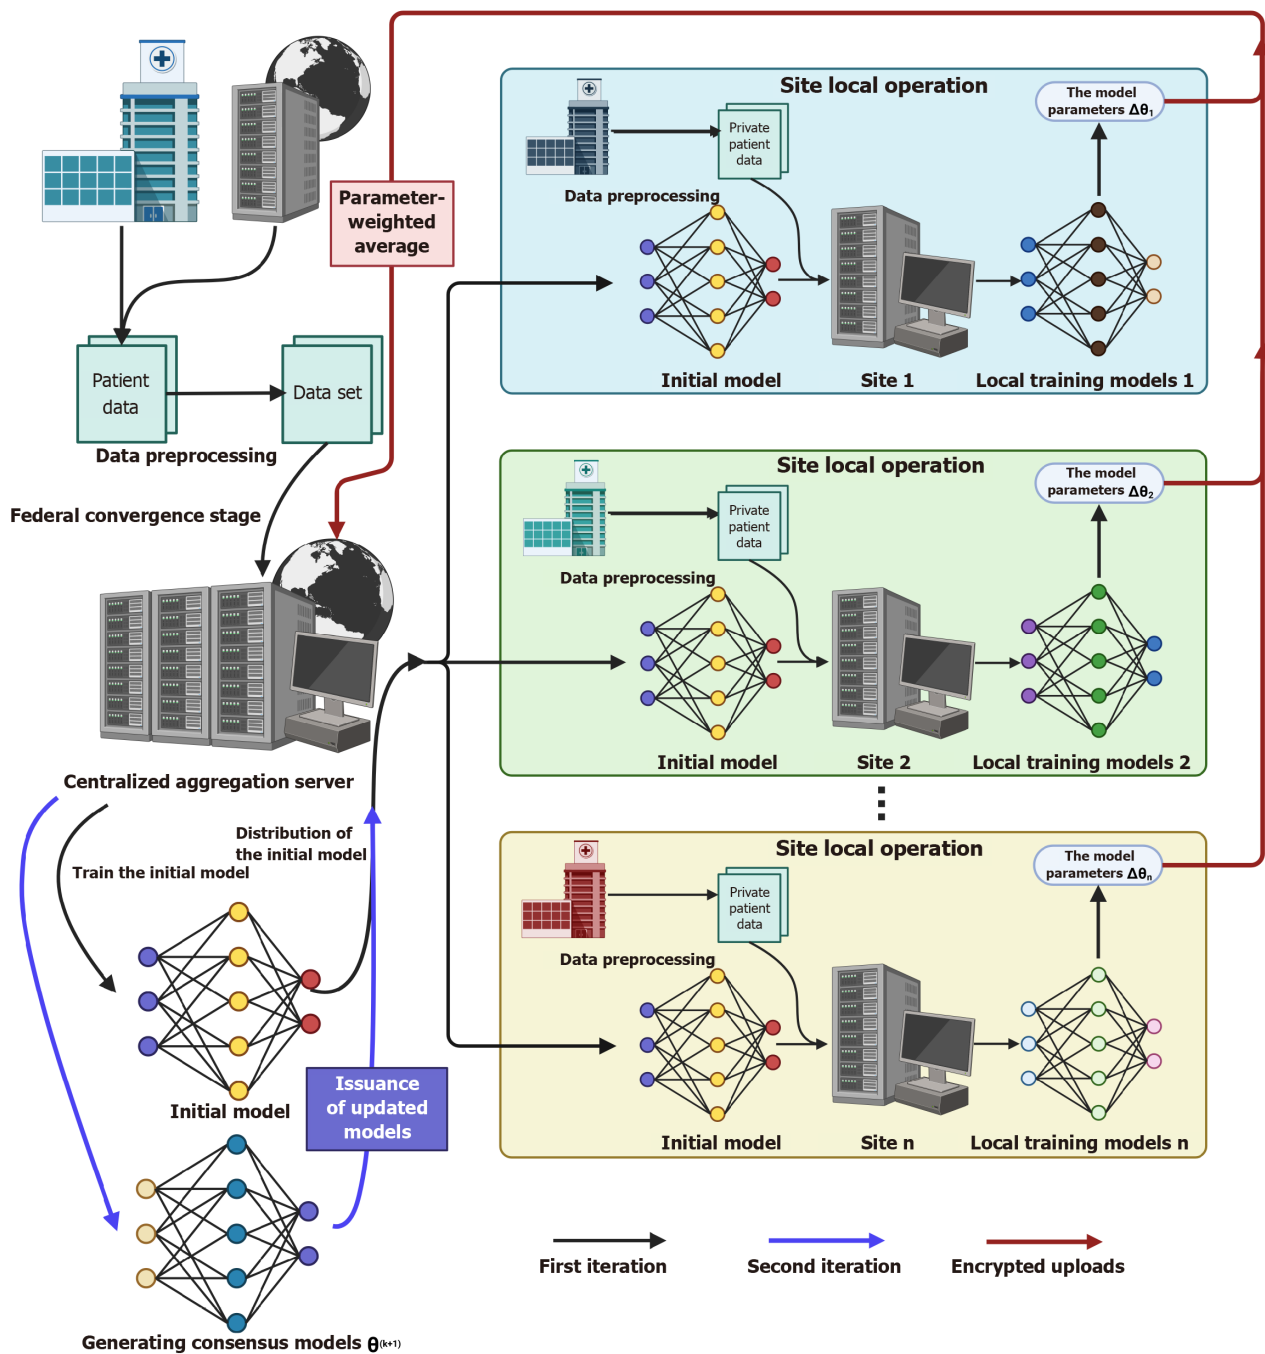 Parameter-
weighted
average
Patient
data
Data set
Data preprocessing
Federal convergence stage
Centralized aggregation server
Distribution of
the initial model
Train the initial model
Initial model
Issuance
of updated
models
Generating consensus models θ(k+1)
Site local operation
The model
parameters Δθ1
Private
patient
data
Data preprocessing
Initial model
Site 1
Local training models 1
Site local operation
The model
parameters Δθ2
Private
patient
data
Data preprocessing
Initial model
Site 2
Local training models 2
Site local operation
The model
parameters Δθn
Private
patient
data
Data preprocessing
Initial model
Site n
Local training models n
First iteration
Second iteration
Encrypted uploads